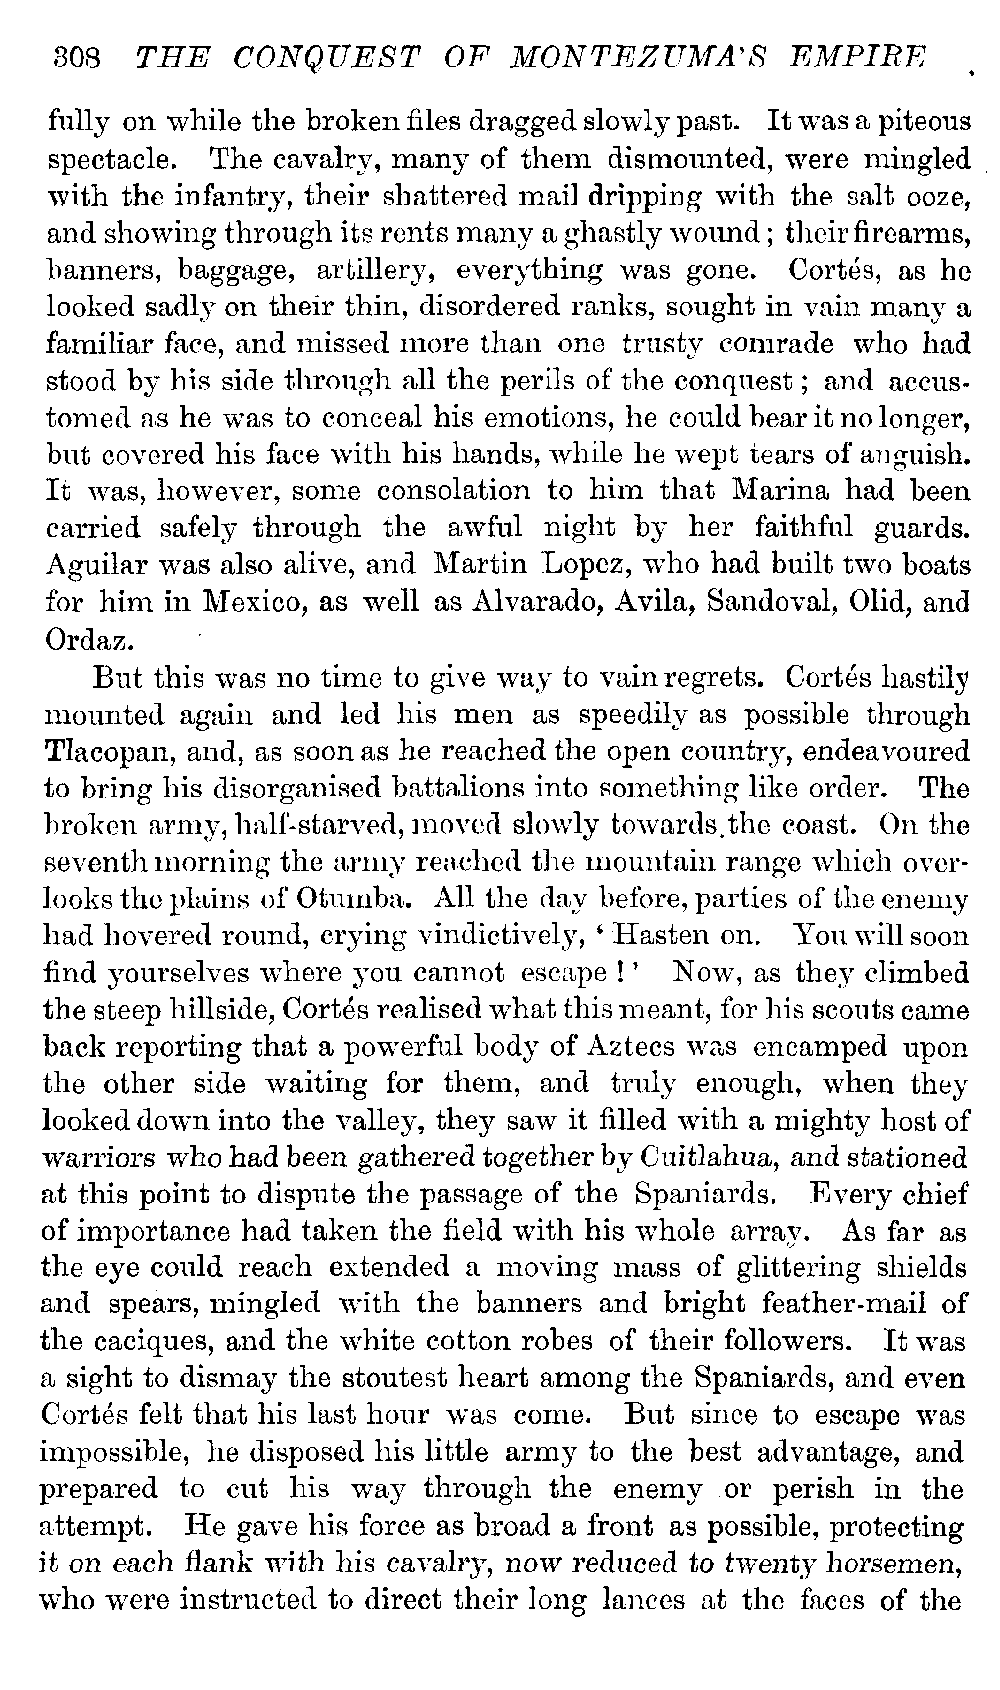 308 THE CONQUEST OF MONTEZUMA'S EMPIRE
fully on while the broken files dragged slowly past. It was a piteous
spectacle. The cavalry, many of them dismounted, were mingled
with the infantry, their shattered mail dripping with the salt ooze,
and showing through its rents many a ghastly wound; their firearms,
banners, baggage, artillery, everything was gone. Cortés, as he
looked sadly on their thin, disordered ranks, sought in vain many a
familiar face, and missed more than one trusty comrade who had
stood by his side through all the perils of the conquest; and accus-
tomed as he was to conceal his emotions, he could bear it no longer,
but covered his face with his hands, while he wept tears of anguish.
It was, however, some consolation to him that Marina had been
carried safely through the awful night by her faithful guards.
Aguilar was also alive, and Martin Lopez, who had built two boats
for him in Mexico, as well as Alvarado, Avila, Sandoval, Olid, and
Ordaz.
But this was no time to give way to vain regrets. Cortés hastily
mounted again and led his men as speedily as possible through
Tlacopan, and, as soon as he reached the open country, endeavoured
to bring his disorganised battalions into something like order. The
broken army, half-starved, moved slowly towards the coast. On the
seventh morning the army reached the mountain range which over-
looks the plains of Otumba. All the day before, parties of the enemy
had hovered round, crying vindictively, ‘Hasten on. You will soon
find yourselves where you cannot escape!’ Now, as they climbed
the steep hillside, Cortés realised what this meant, for his scouts came
back reporting that a powerful body of Aztecs was encamped upon
the other side waiting for them, and truly enough, when they
looked down into the valley, they saw it filled with a mighty host of
warriors who had been gathered together by Cuitlahua, and stationed
at this point to dispute the passage of the Spaniards. Every chief
of importance had taken the field with his whole array. As far as
the eye could reach extended a moving mass of glittering shields
and spears, mingled with the banners and bright feather-mail of
the caciques, and the white cotton robes of their followers. It was
a sight to dismay the stoutest heart among the Spaniards, and even
Cortés felt that his last hour was come. But since to escape was
impossible, he disposed his little army to the best advantage, and
prepared to cut his way through the enemy or perish in the
attempt. He gave his force as broad a front as possible, protecting
it on each flank with his cavalry, now reduced to twenty horsemen,
who were instructed to direct their long lances at the faces of the